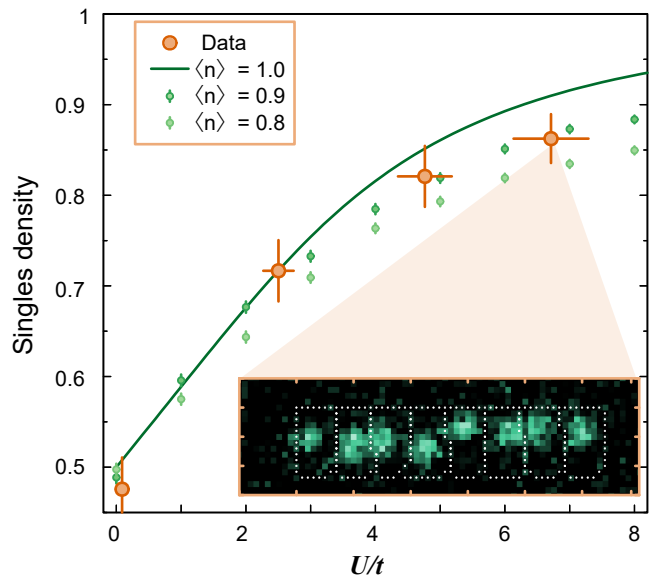 1
0.9
0.8
0.7
0.6
0.5
Singles density
Data
⟨n⟩ = 1.0
⟨n⟩ = 0.9
⟨n⟩ = 0.8
0 2 4 6 8
U/t